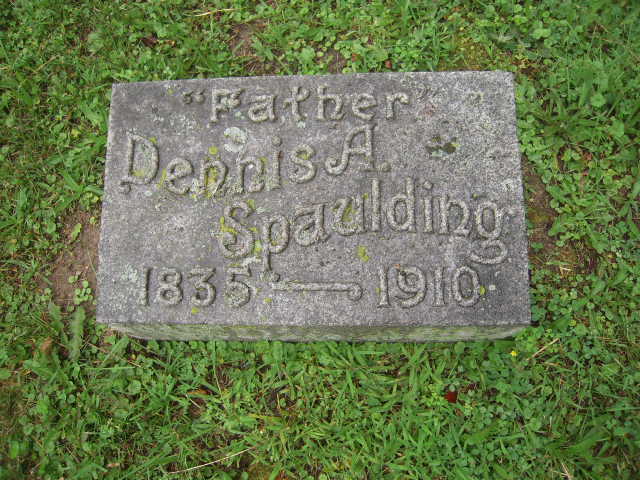 "Father"
Dennis A.
Spaulding
1835 — 1910